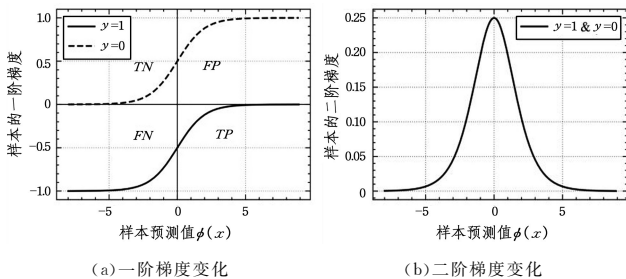 y=1
y=0
1.0
0.5
0
−0.5
−1.0
TN
FP
FN
TP
−5
0
5
样本的一阶梯度
样本预测值ϕ(x)
(a)一阶梯度变化
y=1 & y=0
0.25
0.20
0.15
0.10
0.05
0
−5
0
5
样本的二阶梯度
样本预测值ϕ(x)
(b)二阶梯度变化